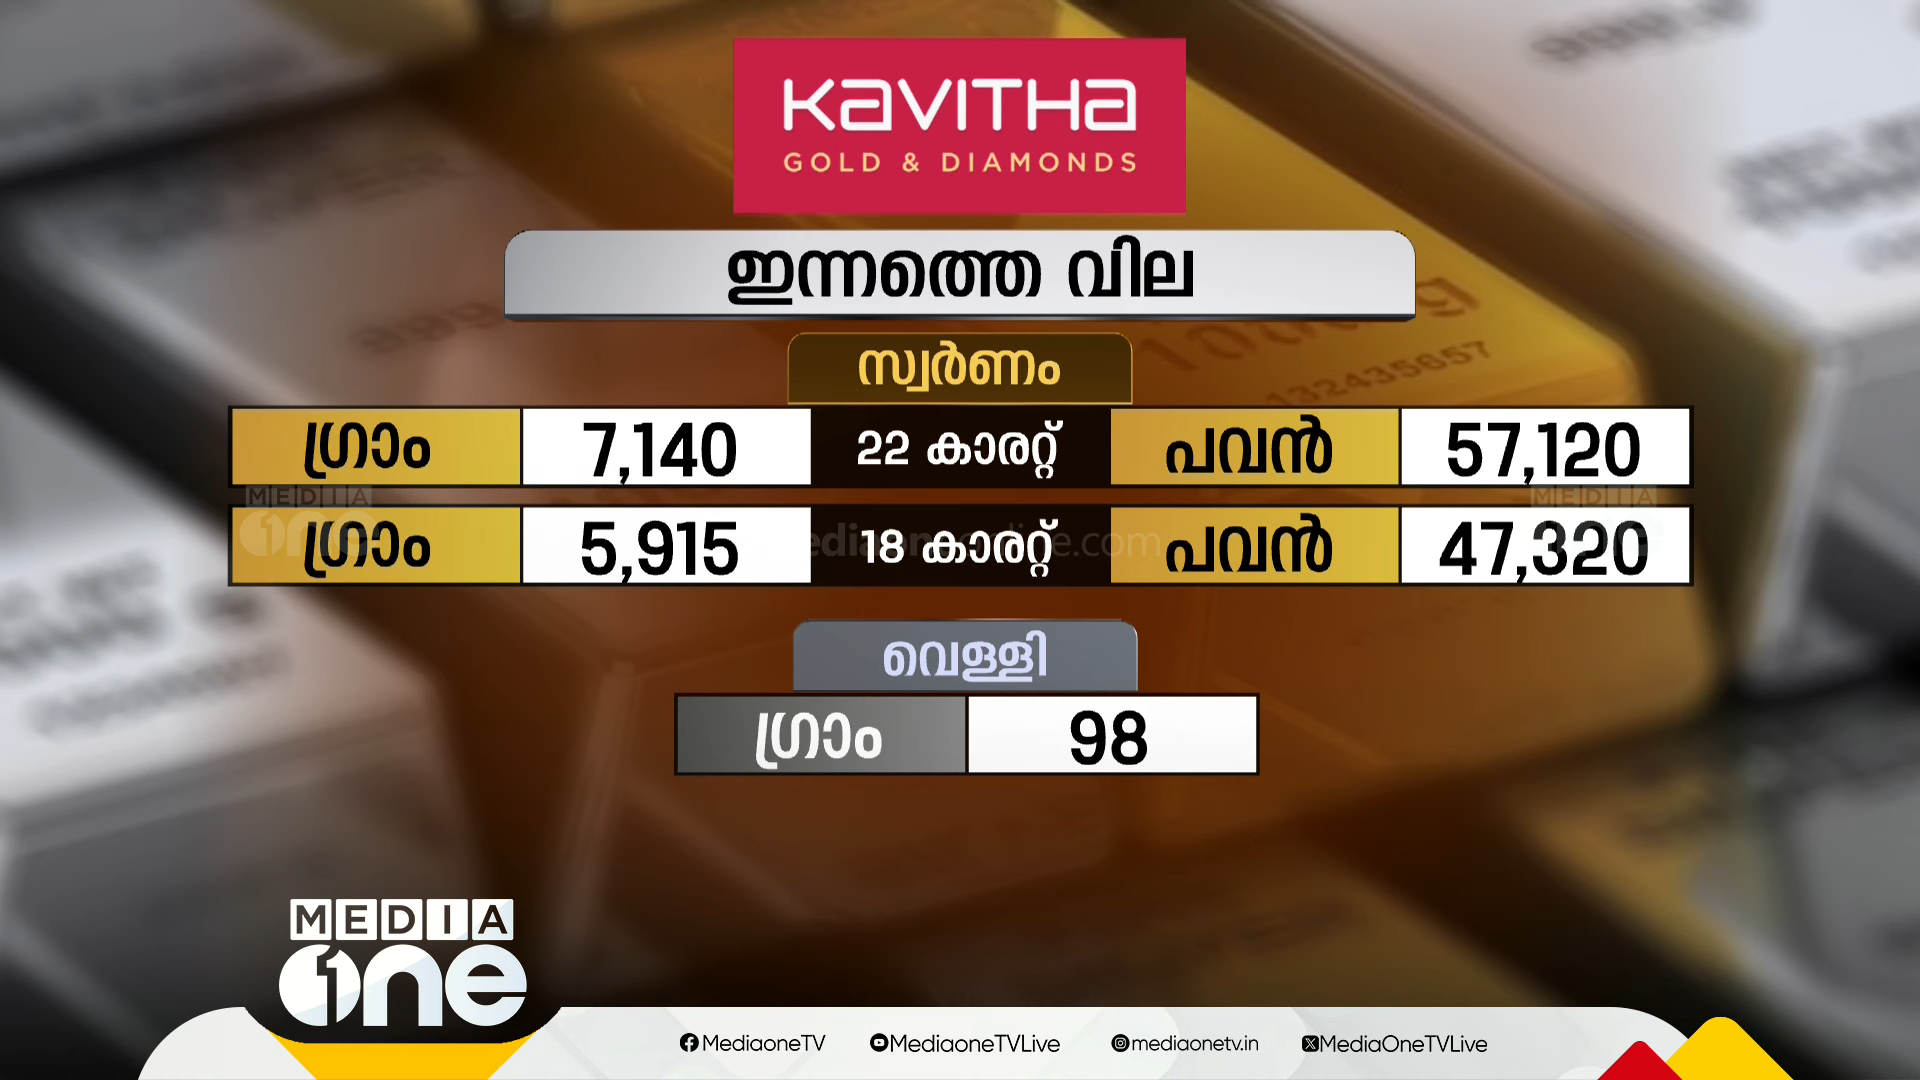 KAVITHA
GOLD & DIAMONDS
ഇന്നത്തെ വില
സ്വർണം
ഗ്രാം 7,140 22 കാരറ്റ് പവൻ 57,120
ഗ്രാം 5,915 18 കാരറ്റ് പവൻ 47,320
വെള്ളി
ഗ്രാം 98
MEDIA
one
MediaoneTV MediaoneTVLive mediaonetv.in MediaOneTVLive